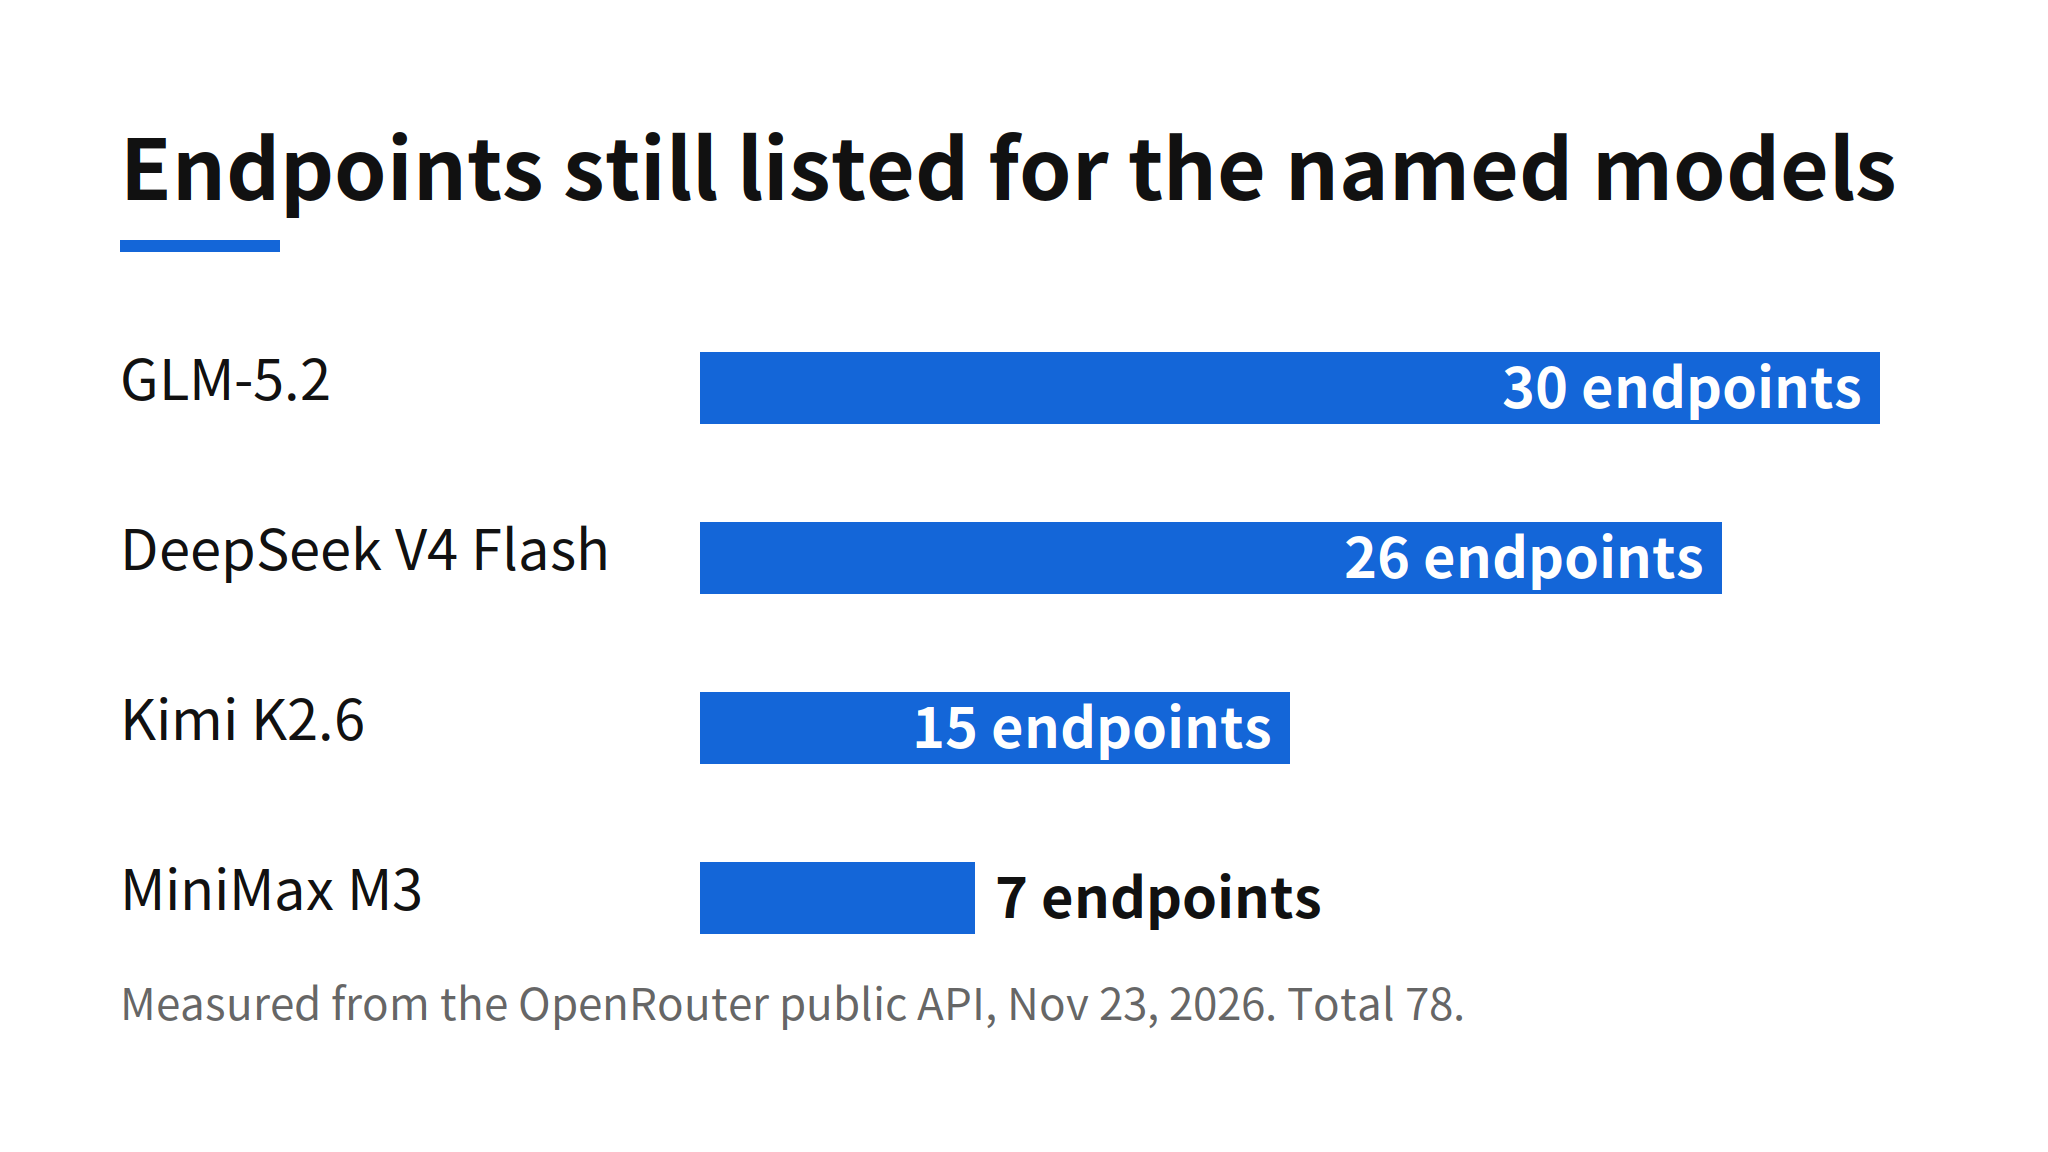 Endpoints still listed for the named models
GLM-5.2
30 endpoints
DeepSeek V4 Flash
26 endpoints
Kimi K2.6
15 endpoints
MiniMax M3
7 endpoints
Measured from the OpenRouter public API, Nov 23, 2026. Total 78.